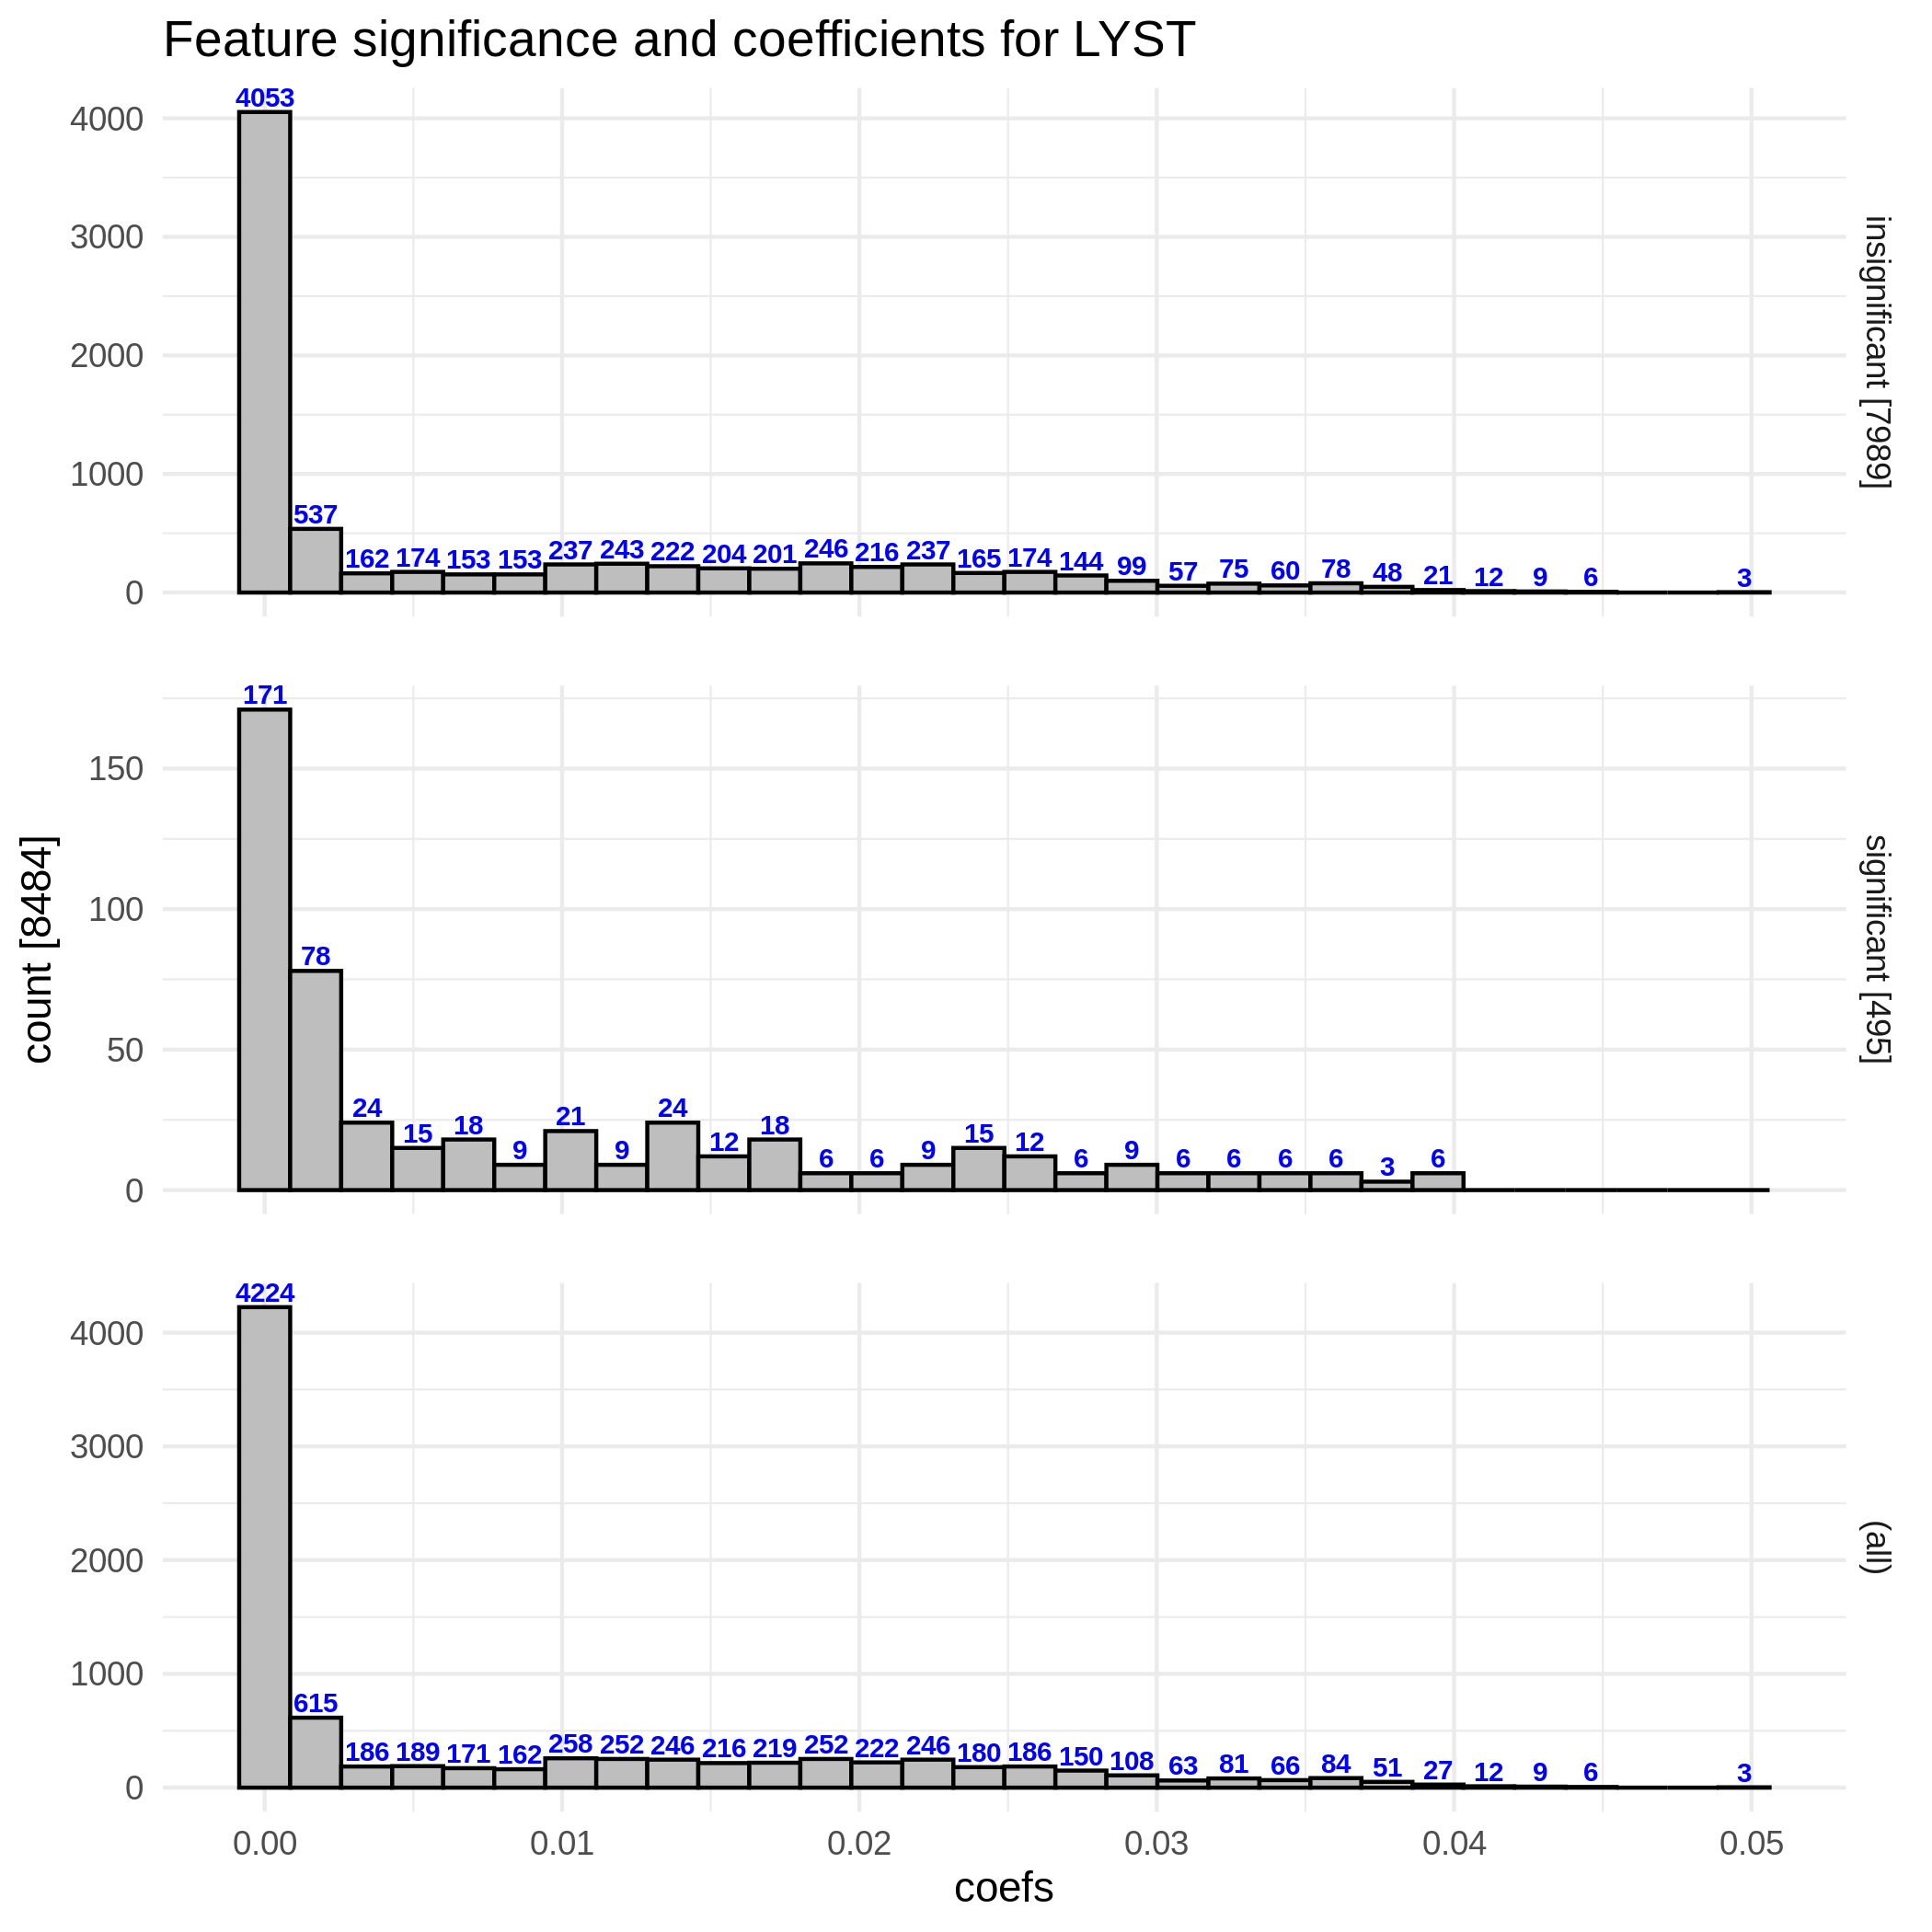 Feature significance and coefficients for LYST
4053
4000
3000
2000
1000
0
537
162 174 153 153 237 243 222 204 201 246 216 237 165 174 144 99 57 75 60 78 48 21 12 9 6 3
insignificant [7989]
count [8484]
171
150
100
50
0
78
24 15 18 9 21 9 24 12 18 6 6 9 15 12 6 9 6 6 6 6 3 6
significant [495]
4224
4000
3000
2000
1000
0
615
186 189 171 162 258 252 246 216 219 252 222 246 180 186 150 108 63 81 66 84 51 27 12 9 6 3
(all)
0.00 0.01 0.02 0.03 0.04 0.05
coefs